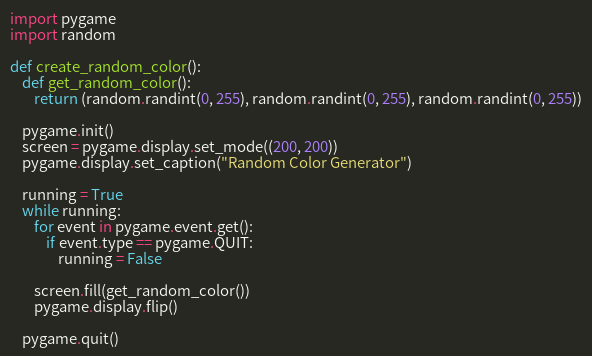 import pygame
import random

def create_random_color():
    def get_random_color():
        return (random.randint(0, 255), random.randint(0, 255), random.randint(0, 255))

    pygame.init()
    screen = pygame.display.set_mode((200, 200))
    pygame.display.set_caption("Random Color Generator")

    running = True
    while running:
        for event in pygame.event.get():
            if event.type == pygame.QUIT:
                running = False

        screen.fill(get_random_color())
        pygame.display.flip()

    pygame.quit()